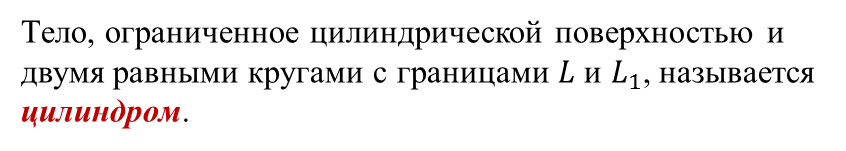 Тело, ограниченное цилиндрической поверхностью и
двумя равными кругами с границами L и L₁, называется
цилиндром.